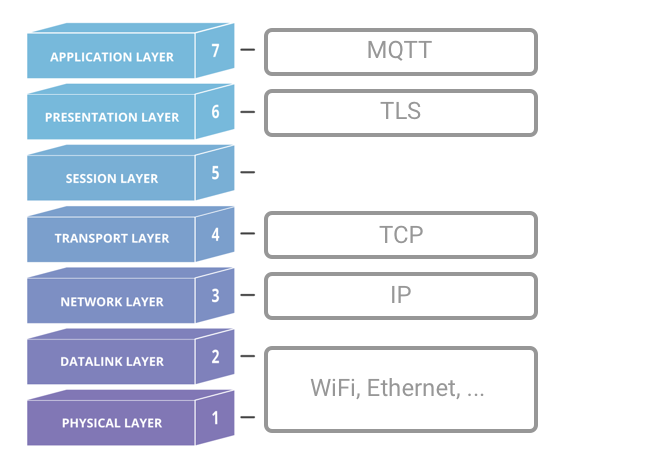 APPLICATION LAYER 7 MQTT
PRESENTATION LAYER 6 TLS
SESSION LAYER 5
TRANSPORT LAYER 4 TCP
NETWORK LAYER 3 IP
DATALINK LAYER 2
WiFi, Ethernet, ...
PHYSICAL LAYER 1